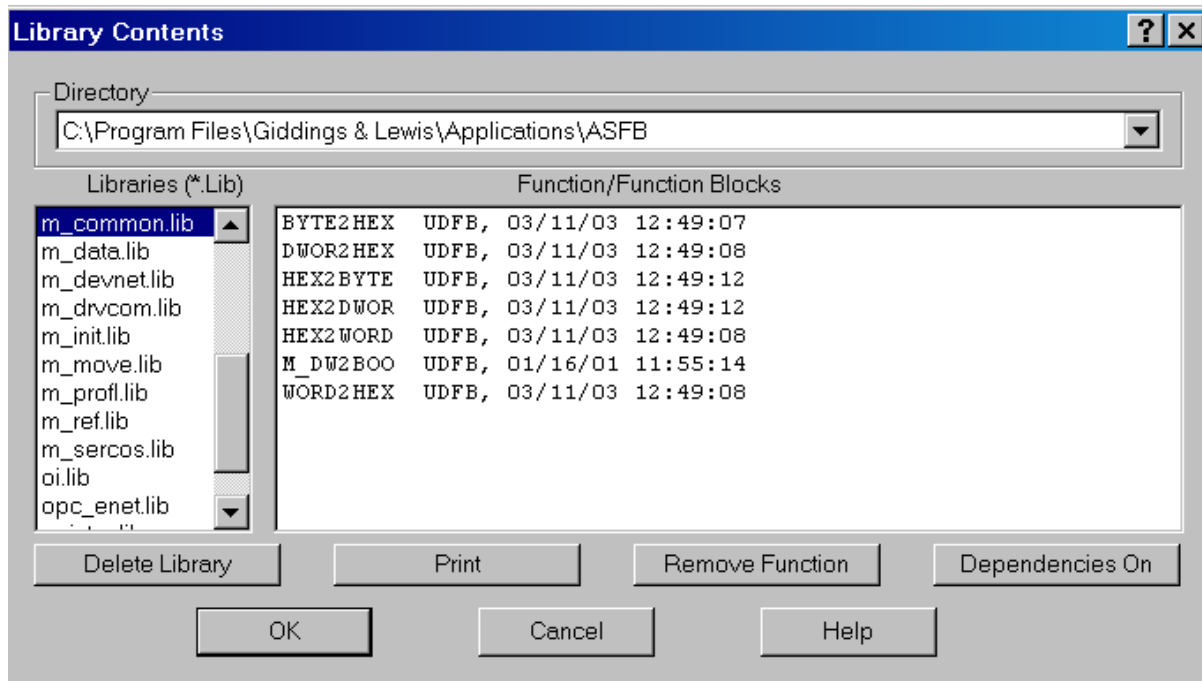 Library Contents
Directory
C:\Program Files\Giddings & Lewis\Applications\ASFB
Libraries (*.Lib)
Function/Function Blocks
m_common.lib
m_data.lib
m_devnet.lib
m_drvcom.lib
m_init.lib
m_move.lib
m_profl.lib
m_ref.lib
m_sercos.lib
oi.lib
opc_enet.lib
BYTE2HEX UDFB, 03/11/03 12:49:07
DWOR2HEX UDFB, 03/11/03 12:49:08
HEX2BYTE UDFB, 03/11/03 12:49:12
HEX2DWOR UDFB, 03/11/03 12:49:12
HEX2WORD UDFB, 03/11/03 12:49:08
M_DW2BOO UDFB, 01/16/01 11:55:14
WORD2HEX UDFB, 03/11/03 12:49:08
Delete Library
Print
Remove Function
Dependencies On
OK
Cancel
Help